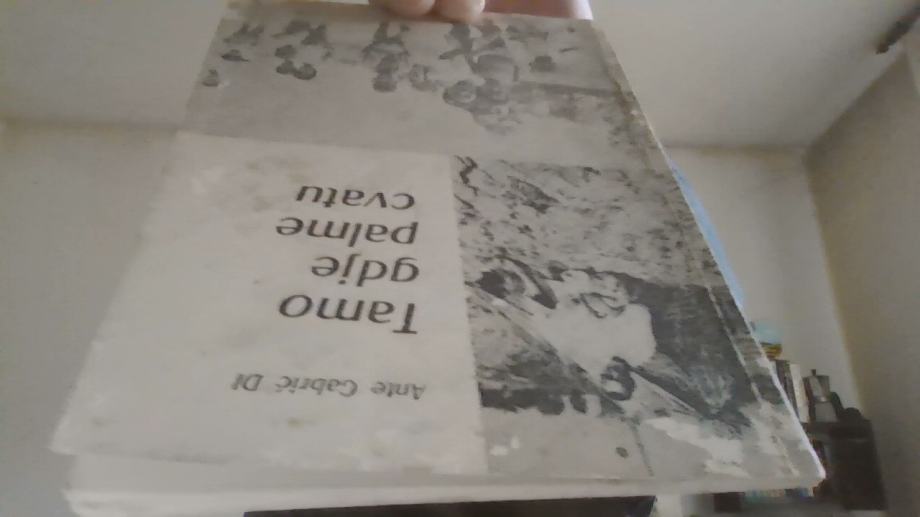 Ante Gabrić DI
Tamo
gdje
palme
cvatu